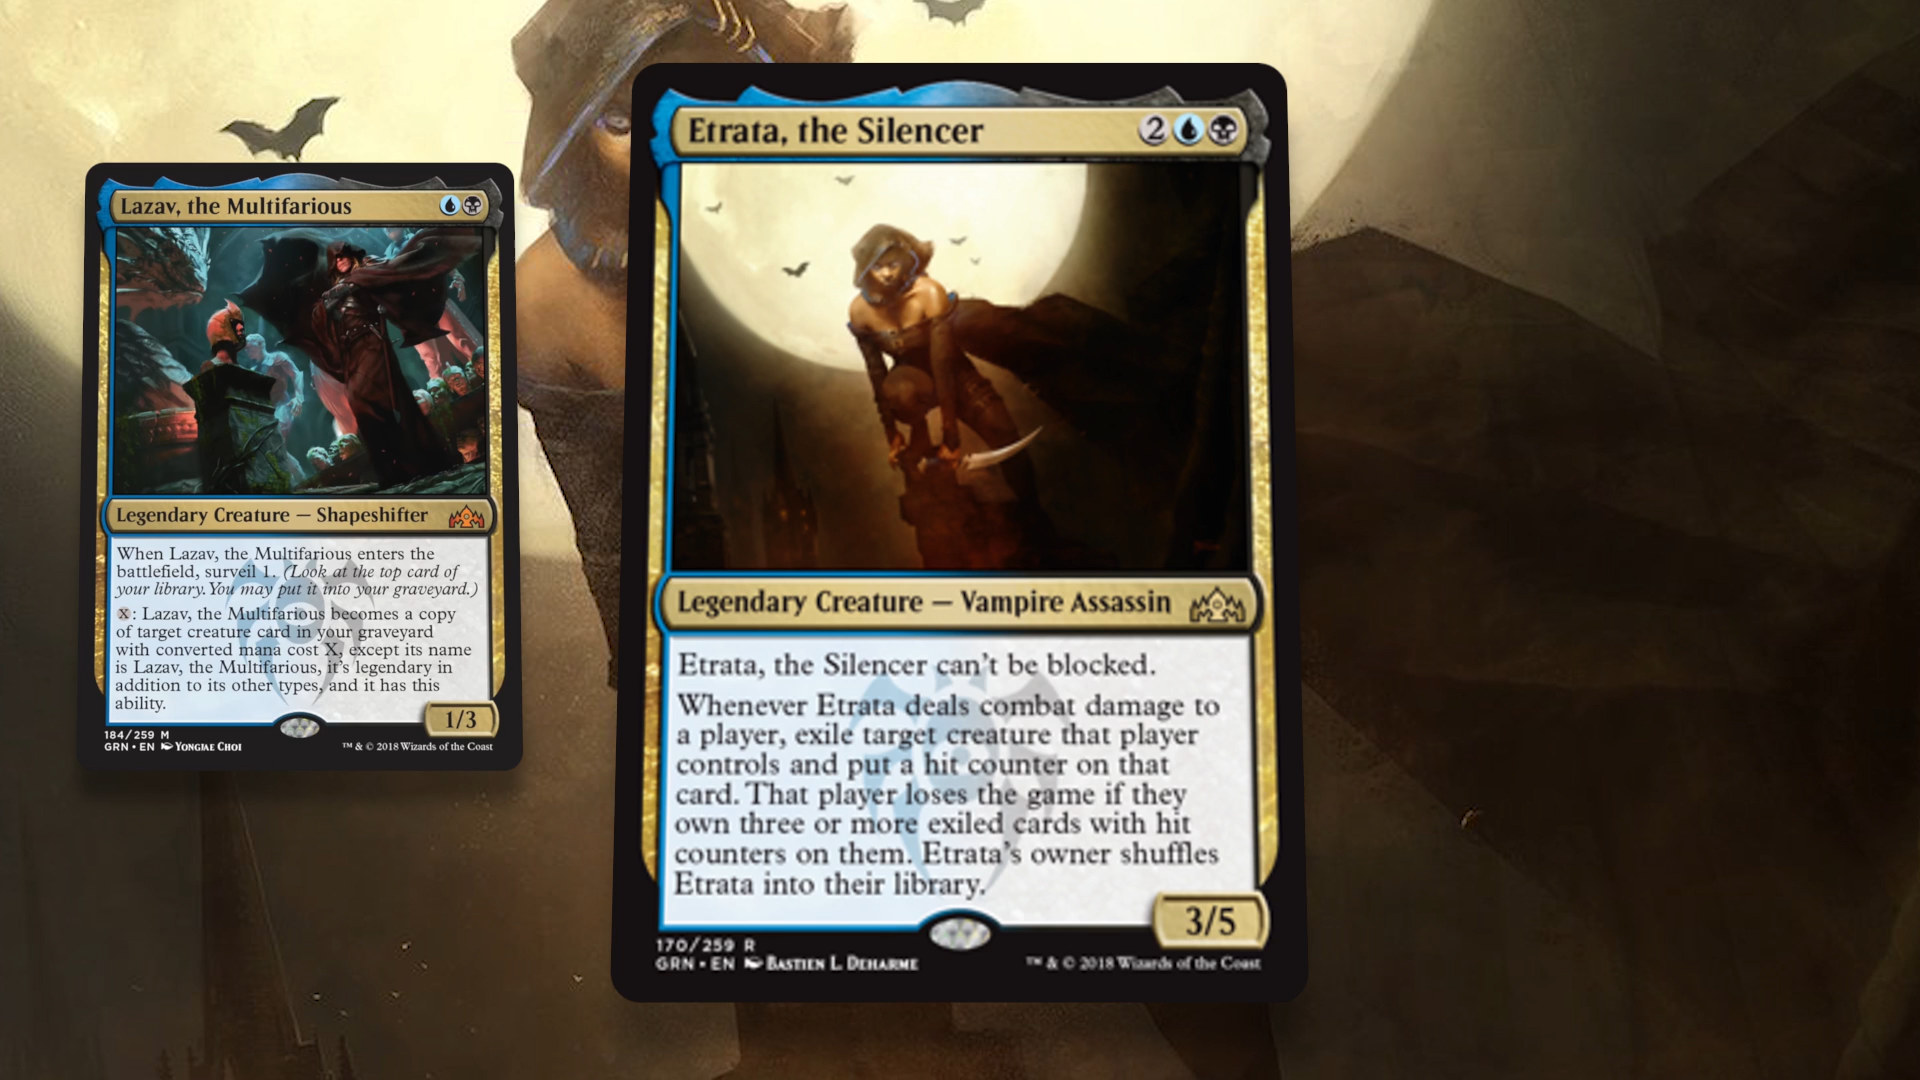 Lazav, the Multifarious
Legendary Creature — Shapeshifter
When Lazav, the Multifarious enters the
battlefield, surveil 1. (Look at the top card of
your library. You may put it into your graveyard.)
X: Lazav, the Multifarious becomes a copy
of target creature card in your graveyard
with converted mana cost X, except its name
is Lazav, the Multifarious, it's legendary in
addition to its other types, and it has this
ability.
1/3
184/259 M
GRN • EN Yongjae Choi
™ & © 2018 Wizards of the Coast
Etrata, the Silencer
2
Legendary Creature — Vampire Assassin
Etrata, the Silencer can't be blocked.
Whenever Etrata deals combat damage to
a player, exile target creature that player
controls and put a hit counter on that
card. That player loses the game if they
own three or more exiled cards with hit
counters on them. Etrata's owner shuffles
Etrata into their library.
3/5
170/259 R
GRN • EN Bastien L. Deharme
™ & © 2018 Wizards of the Coast